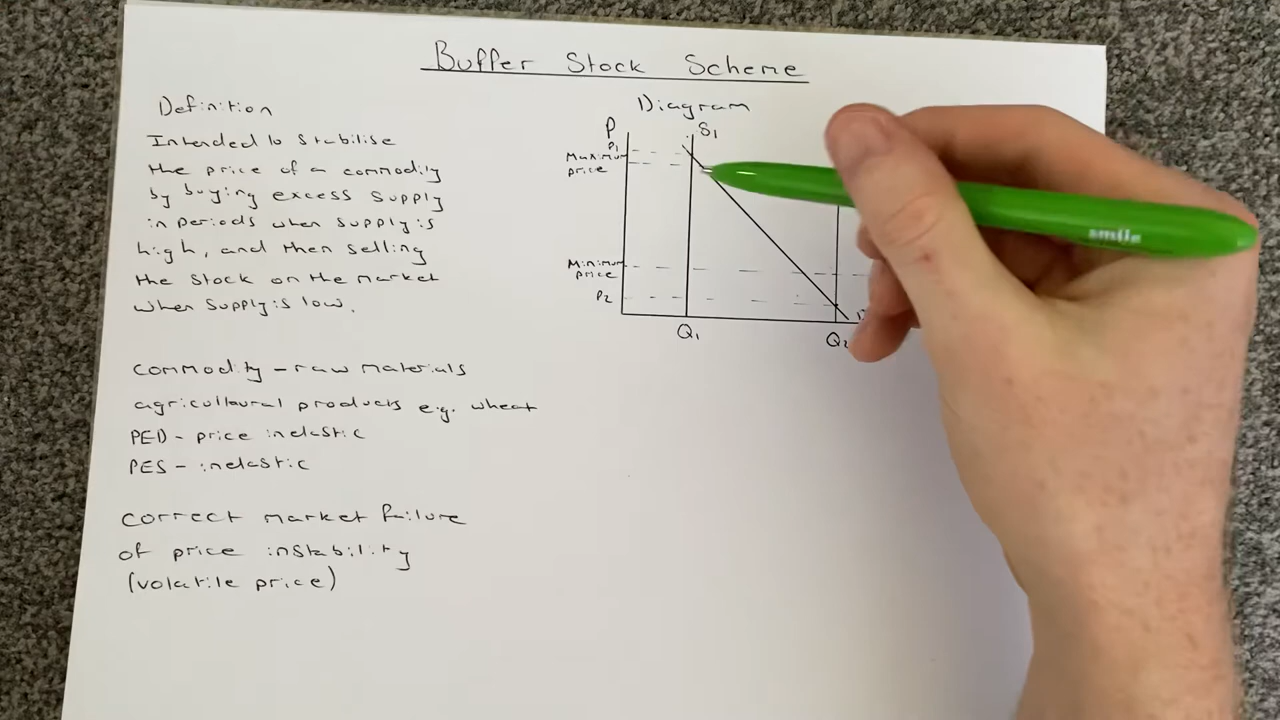 Buffer Stock Scheme
Definition
Intended to stabilise
the price of a commodity
by buying excess supply
in periods when supply is
high, and then selling
the stock on the market
when supply is low.
commodity - raw materials
agricultural products e.g. wheat
PED - price inelastic
PES - inelastic
correct market failure
of price instability
(volatile price)
Diagram
P
S1
P1
Maximum
price
Minimum
price
P2
Q1
Q2
smile